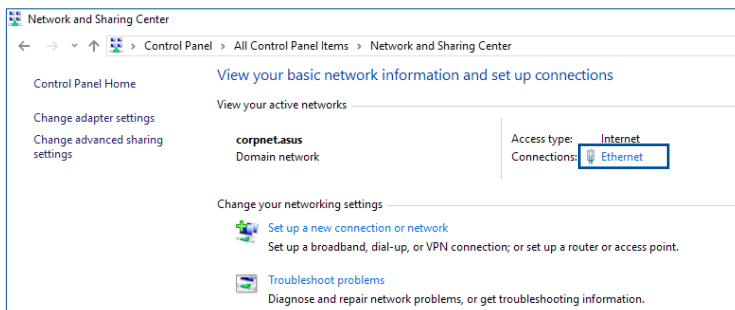 Network and Sharing Center
Control Panel > All Control Panel Items > Network and Sharing Center
Control Panel Home
Change adapter settings
Change advanced sharing
settings
View your basic network information and set up connections
View your active networks
corpnet.asus
Domain network
Access type: Internet
Connections: Ethernet
Change your networking settings
Set up a new connection or network
Set up a broadband, dial-up, or VPN connection; or set up a router or access point.
Troubleshoot problems
Diagnose and repair network problems, or get troubleshooting information.